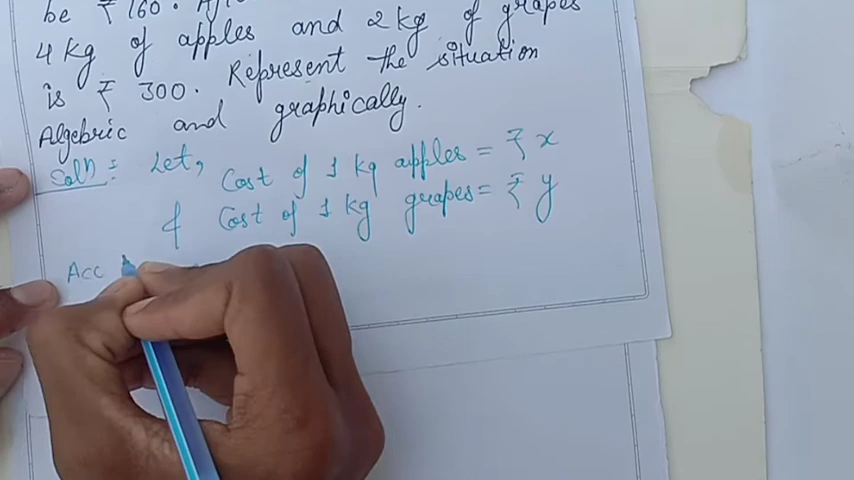 be ₹ 160. After
4 kg of apples and 2 kg of grapes
is ₹ 300. Represent the situation
Algebric and graphically.
Solⁿ: Let, Cost of 1 kg apples = ₹ x
& Cost of 1 kg grapes = ₹ y
Acc